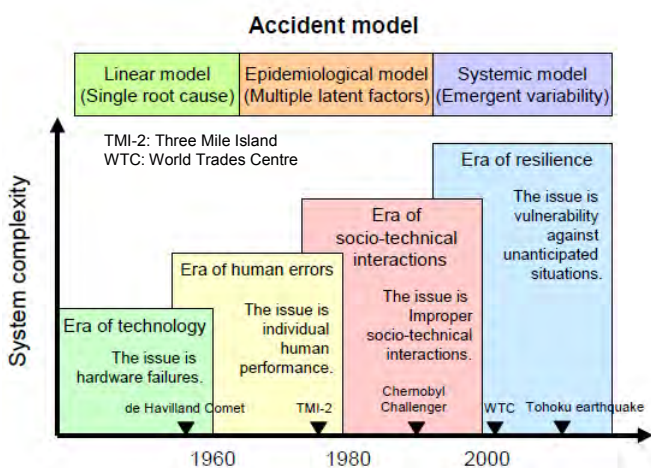 Accident model
Linear model
(Single root cause)
Epidemiological model
(Multiple latent factors)
Systemic model
(Emergent variability)
TMI-2: Three Mile Island
WTC: World Trades Centre
System complexity
Era of technology
The issue is
hardware failures.
de Havilland Comet
Era of human errors
The issue is
individual
human
performance.
TMI-2
Era of
socio-technical
interactions
The issue is
Improper
socio-technical
interactions.
Chernobyl
Challenger
Era of resilience
The issue is
vulnerability
against
unanticipated
situations.
WTC
Tohoku earthquake
1960
1980
2000